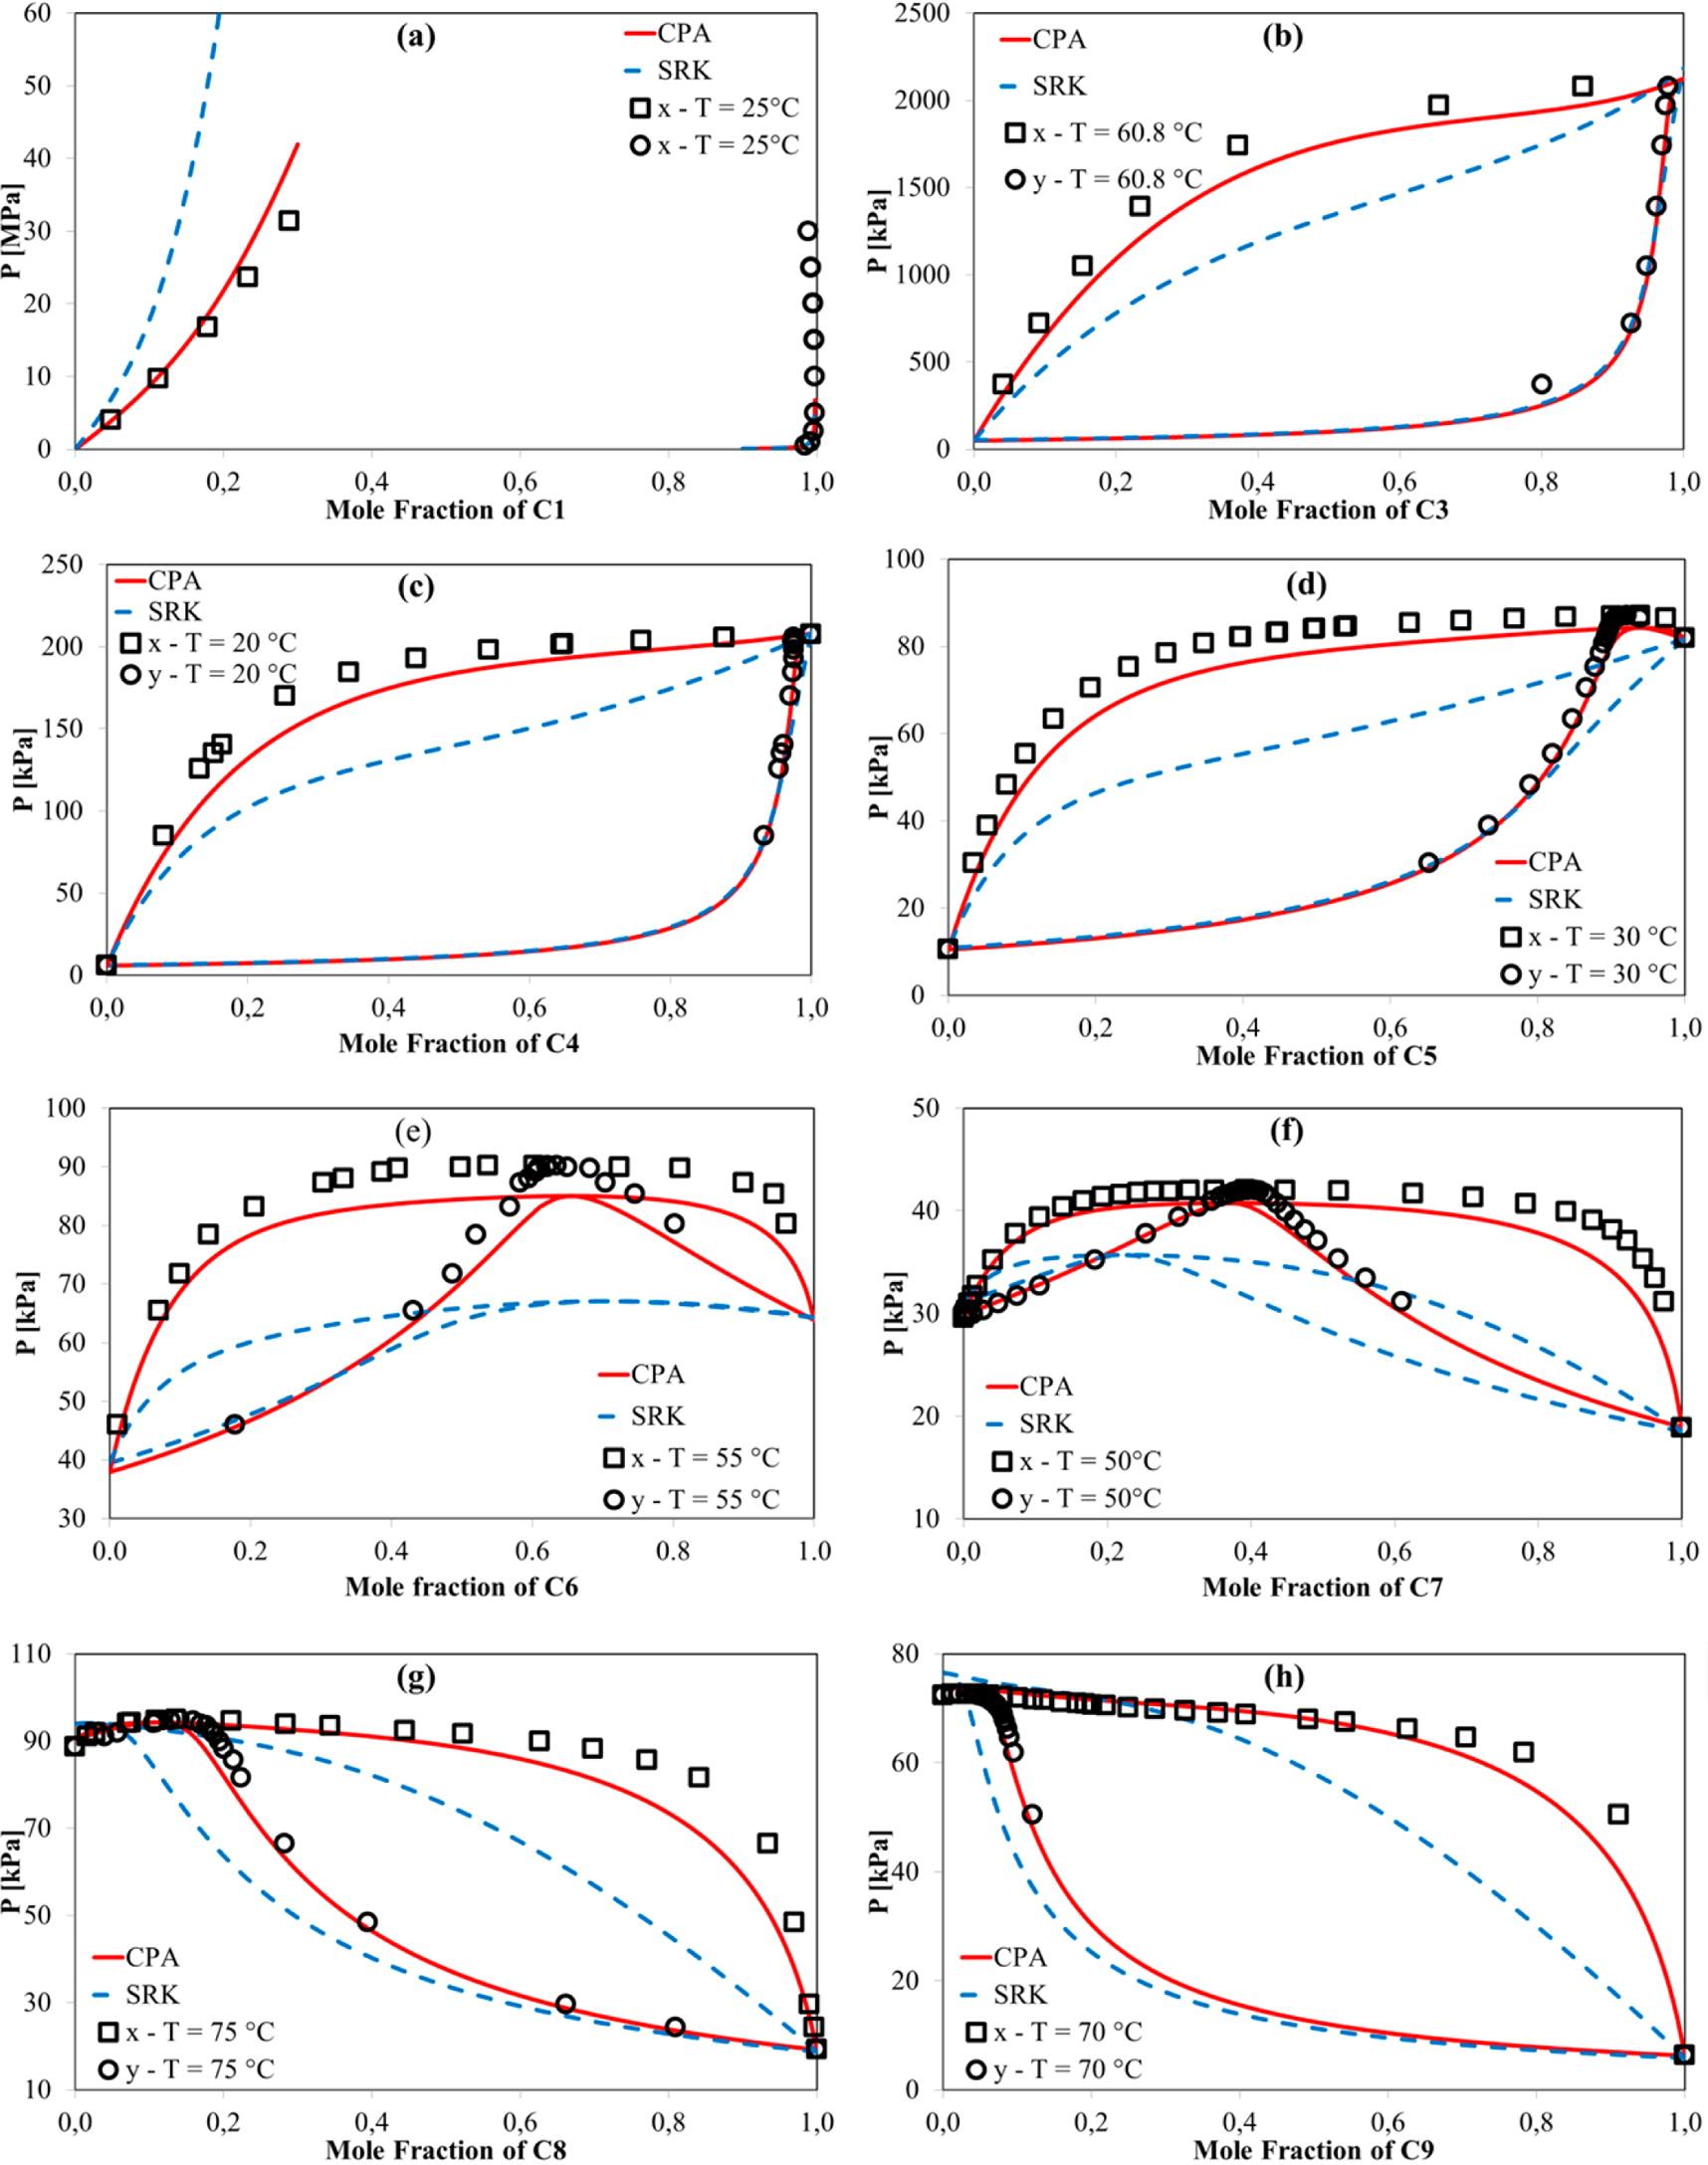 (a)
CPA
SRK
x - T = 25°C
x - T = 25°C
P [MPa]
60
50
40
30
20
10
0
0,0 0,2 0,4 0,6 0,8 1,0
Mole Fraction of C1
(b)
CPA
SRK
x - T = 60.8 °C
y - T = 60.8 °C
P [kPa]
2500
2000
1500
1000
500
0
0,0 0,2 0,4 0,6 0,8 1,0
Mole Fraction of C3
(c)
CPA
SRK
x - T = 20 °C
y - T = 20 °C
P [kPa]
250
200
150
100
50
0
0,0 0,2 0,4 0,6 0,8 1,0
Mole Fraction of C4
(d)
CPA
SRK
x - T = 30 °C
y - T = 30 °C
P [kPa]
100
80
60
40
20
0
0,0 0,2 0,4 0,6 0,8 1,0
Mole Fraction of C5
(e)
CPA
SRK
x - T = 55 °C
y - T = 55 °C
P [kPa]
100
90
80
70
60
50
40
30
0.0 0.2 0.4 0.6 0.8 1.0
Mole fraction of C6
(f)
CPA
SRK
x - T = 50°C
y - T = 50°C
P [kPa]
50
40
30
20
10
0,0 0,2 0,4 0,6 0,8 1,0
Mole Fraction of C7
(g)
CPA
SRK
x - T = 75 °C
y - T = 75 °C
P [kPa]
110
90
70
50
30
10
0,0 0,2 0,4 0,6 0,8 1,0
Mole Fraction of C8
(h)
CPA
SRK
x - T = 70 °C
y - T = 70 °C
P [kPa]
80
60
40
20
0
0,0 0,2 0,4 0,6 0,8 1,0
Mole Fraction of C9